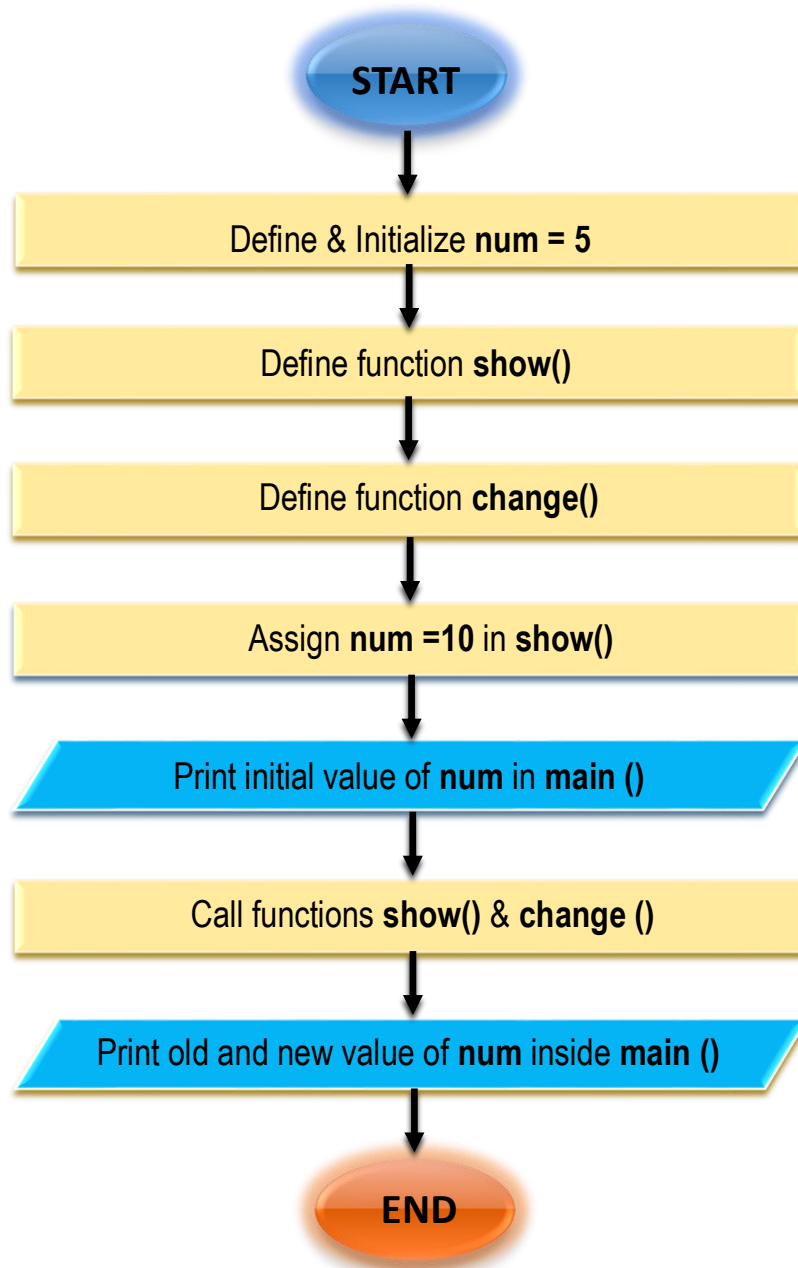 START
Define & Initialize num = 5
Define function show()
Define function change()
Assign num =10 in show()
Print initial value of num in main ()
Call functions show() & change ()
Print old and new value of num inside main ()
END